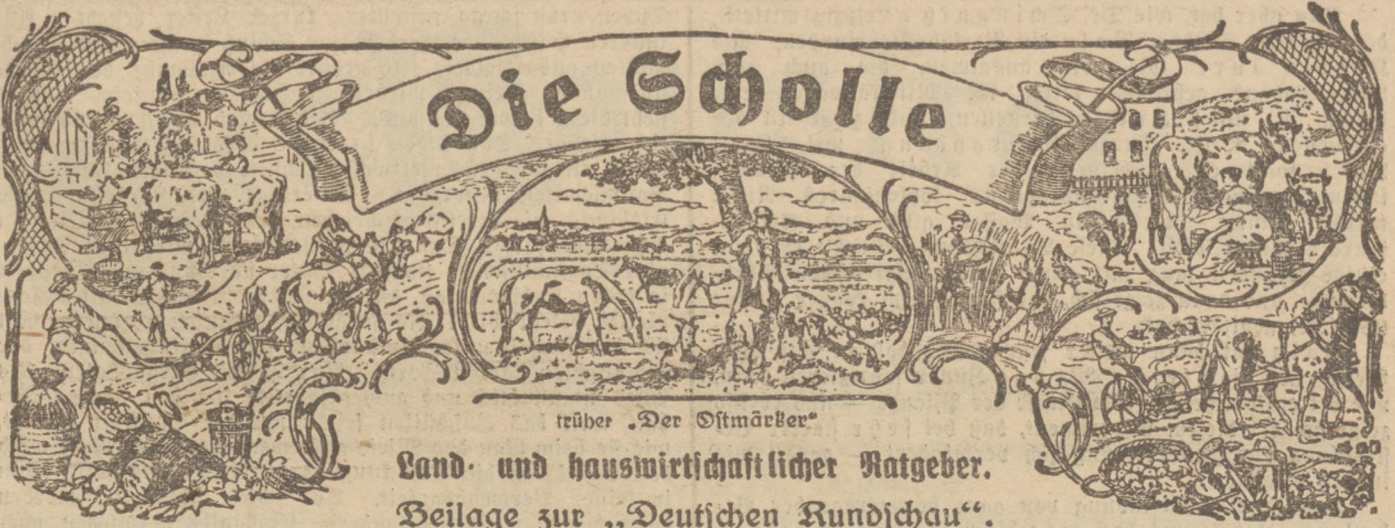 Die Scholle
früher „Der Ostmärker“
Land- und hauswirtschaftlicher Ratgeber.
Beilage zur „Deutschen Rundschau“.